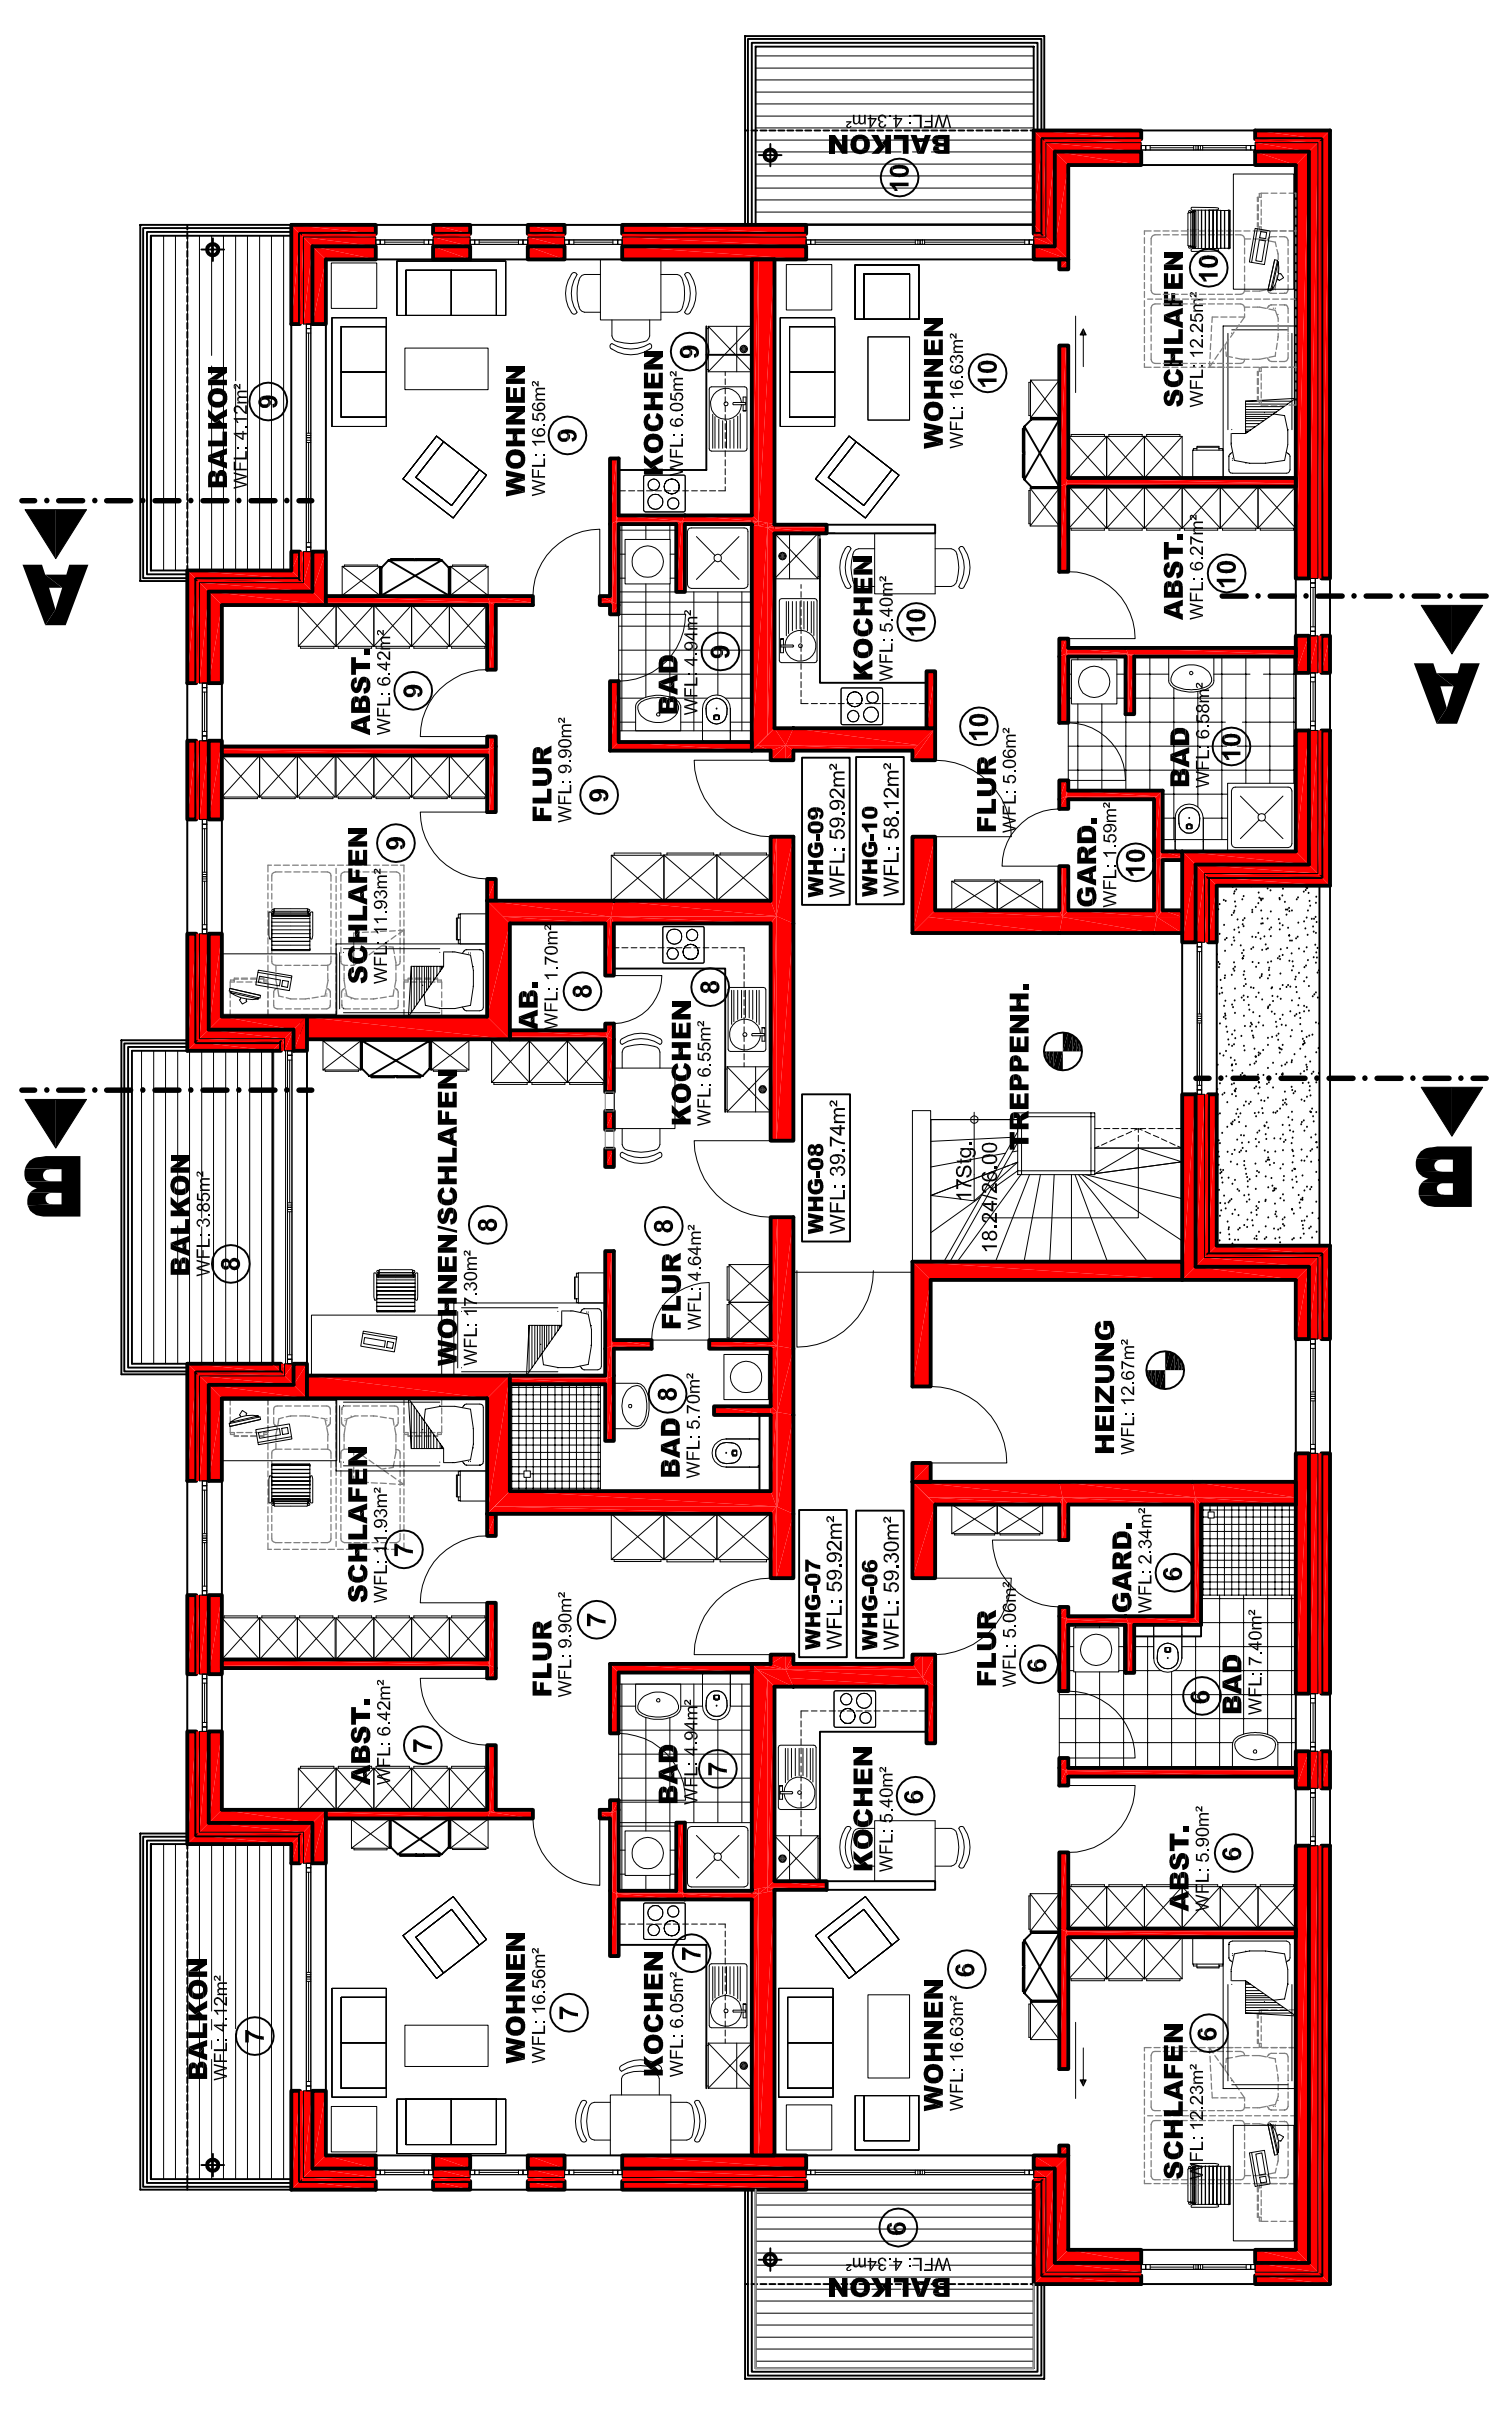 BALKON
WFL: 4.34m²
10
BALKON
WFL: 4.12m²
9
WOHNEN
WFL: 16.56m²
9
KOCHEN
WFL: 6.05m²
9
WOHNEN
WFL: 16.63m²
10
SCHLAFEN
WFL: 12.25m²
10
A
A
ABST.
WFL: 6.42m²
9
BAD
WFL: 4.94m²
9
KOCHEN
WFL: 5.40m²
10
ABST.
WFL: 6.27m²
10
SCHLAFEN
WFL: 11.93m²
9
FLUR
WFL: 9.90m²
9
WHG-09
WFL: 59.92m²
WHG-10
WFL: 58.12m²
FLUR
WFL: 5.06m²
10
BAD
WFL: 6.58m²
10
GARD.
WFL: 1.59m²
10
AB.
WFL: 1.70m²
8
KOCHEN
WFL: 6.55m²
8
TREPPENH.
17Stg.
18.24/26.00
B
B
BALKON
WFL: 3.85m²
8
WOHNEN/SCHLAFEN
WFL: 17.30m²
8
FLUR
WFL: 4.64m²
8
WHG-08
WFL: 39.74m²
BAD
WFL: 5.70m²
8
HEIZUNG
WFL: 12.67m²
SCHLAFEN
WFL: 11.93m²
7
FLUR
WFL: 9.90m²
7
WHG-07
WFL: 59.92m²
WHG-06
WFL: 59.30m²
FLUR
WFL: 5.06m²
6
GARD.
WFL: 2.34m²
6
BAD
WFL: 7.40m²
6
ABST.
WFL: 6.42m²
7
BAD
WFL: 4.94m²
7
KOCHEN
WFL: 5.40m²
6
ABST.
WFL: 5.90m²
6
BALKON
WFL: 4.12m²
7
WOHNEN
WFL: 16.56m²
7
KOCHEN
WFL: 6.05m²
7
WOHNEN
WFL: 16.63m²
6
SCHLAFEN
WFL: 12.23m²
6
6
BALKON
WFL: 4.34m²